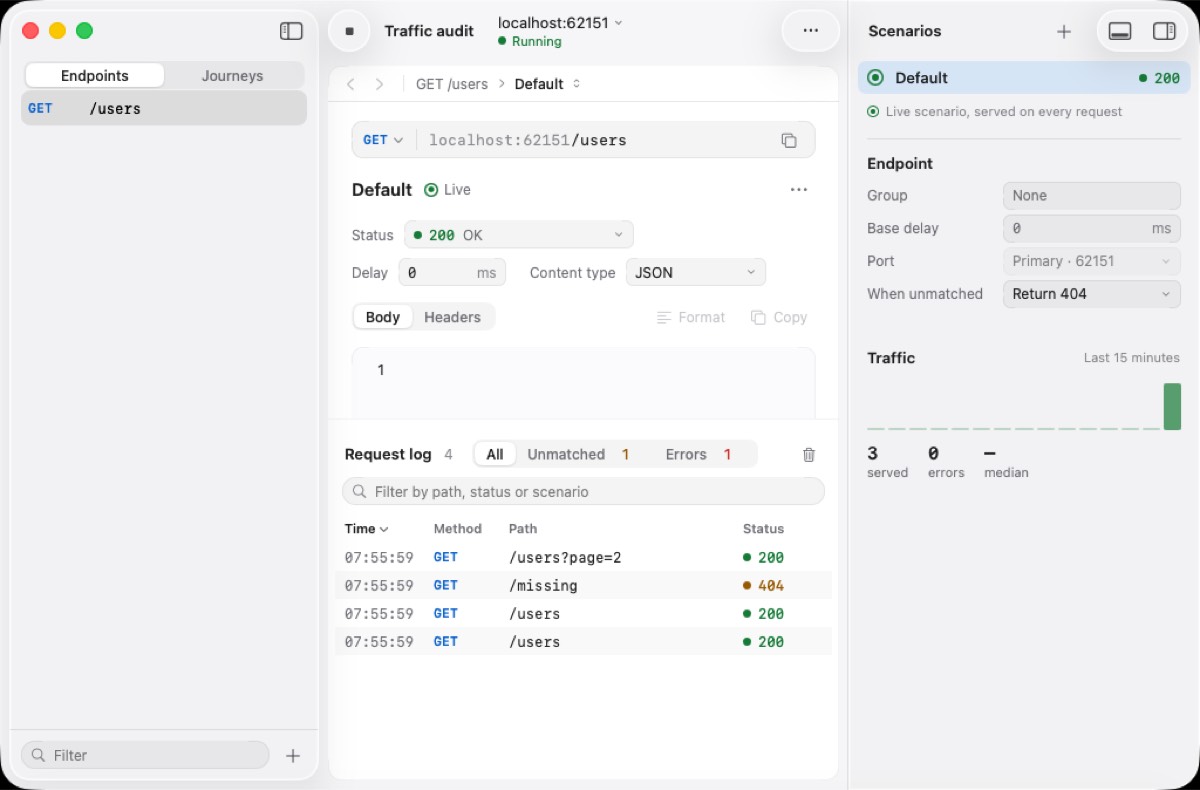 Traffic audit
localhost:62151
Running
Endpoints Journeys
GET /users
Filter
GET /users Default
GET localhost:62151/users
Default Live
Status 200 OK
Delay 0 ms Content type JSON
Body Headers Format Copy
1
Request log 4 All Unmatched 1 Errors 1
Filter by path, status or scenario
Time Method Path Status
07:55:59 GET /users?page=2 200
07:55:59 GET /missing 404
07:55:59 GET /users 200
07:55:59 GET /users 200
Scenarios
Default 200
Live scenario, served on every request
Endpoint
Group None
Base delay 0 ms
Port Primary · 62151
When unmatched Return 404
Traffic Last 15 minutes
3 0 –
served errors median